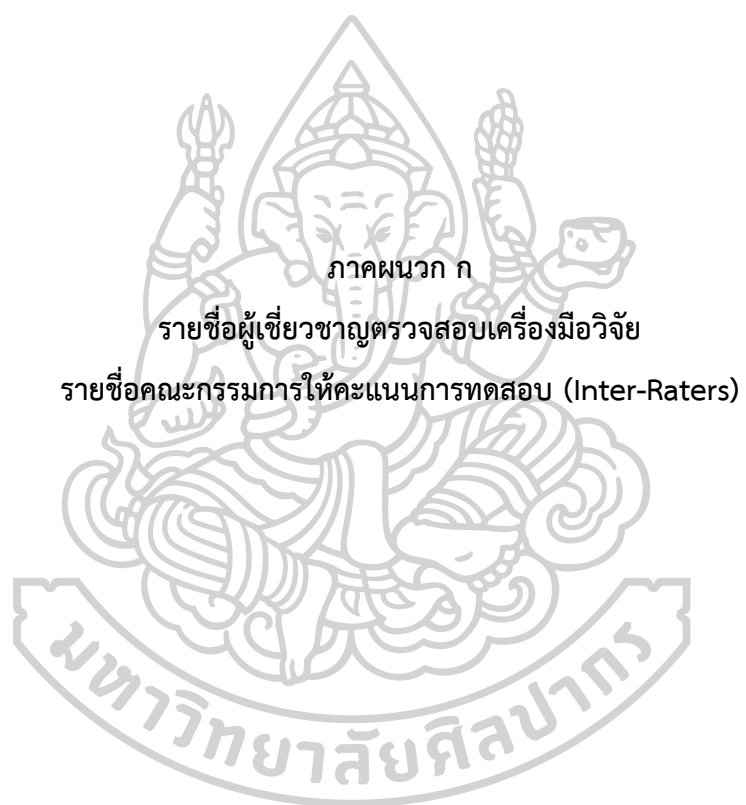 ภาคผนวก ก
รายชื่อผู้เชี่ยวชาญตรวจสอบเครื่องมือวิจัย
รายชื่อคณะกรรมการให้คะแนนการทดสอบ (Inter-Raters)
มหาวิทยาลัยศิลปากร